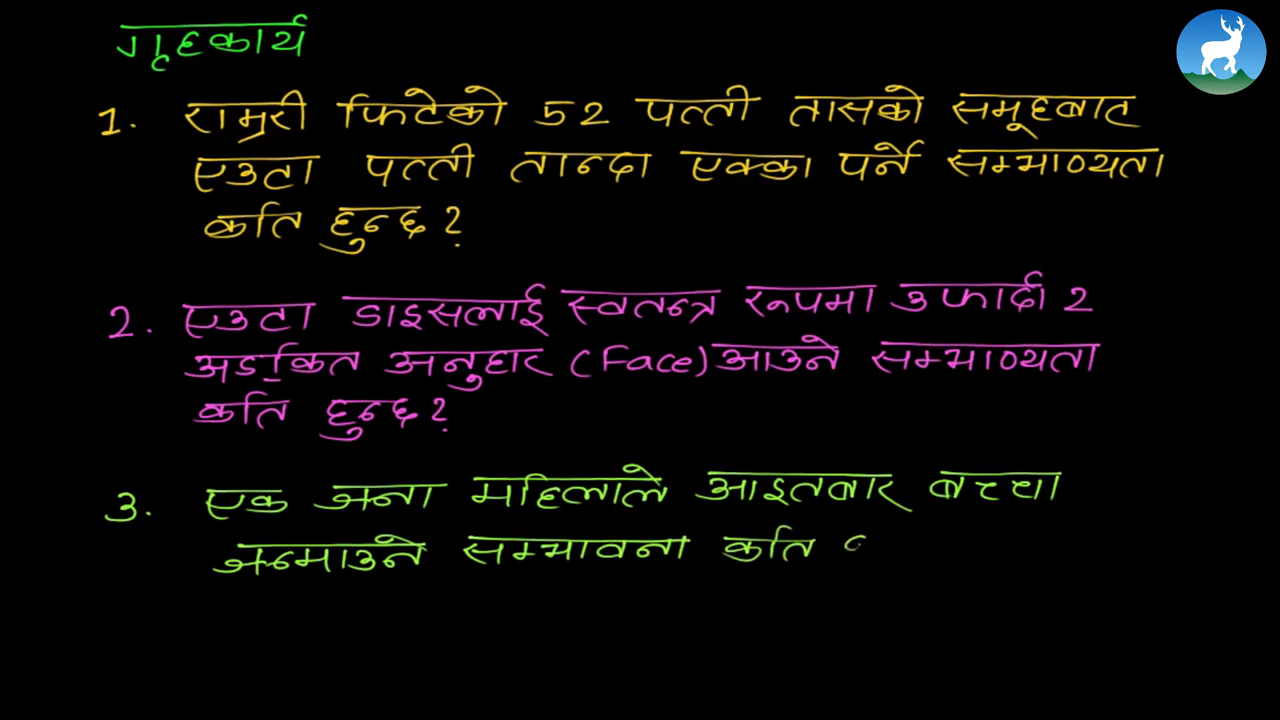 गृहकार्य
1. राम्ररी फिटेको 52 पत्ती तासको समूहबाट
एउटा पत्ती तान्दा एक्का पर्ने सम्भाव्यता
कति हुन्छ?
2. एउटा डाइसलाई स्वतन्त्र रूपमा उफार्दा 2
अङ्कित अनुहार (Face) आउने सम्भाव्यता
कति हुन्छ?
3. एक जना महिलाले आइतबार बच्चा
जन्माउने सम्भावना कति